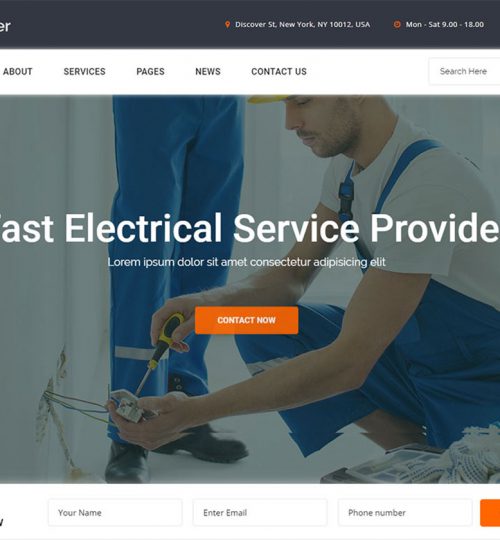 er
Discover St, New York, NY 10012, USA
Mon - Sat 9.00 - 18.00
ABOUT SERVICES PAGES NEWS CONTACT US
Search Here
Fast Electrical Service Provide
Lorem ipsum dolor sit amet consectetur adipisicing elit
CONTACT NOW
Your Name
Enter Email
Phone number